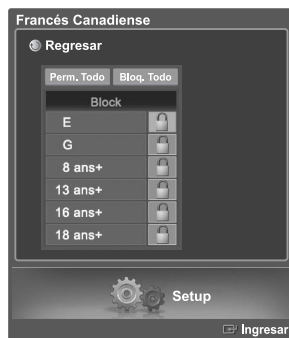 Francés Canadiense
Regresar
Perm. Todo Bloq. Todo
Block
E
G
8 ans+
13 ans+
16 ans+
18 ans+
Setup
Ingresar